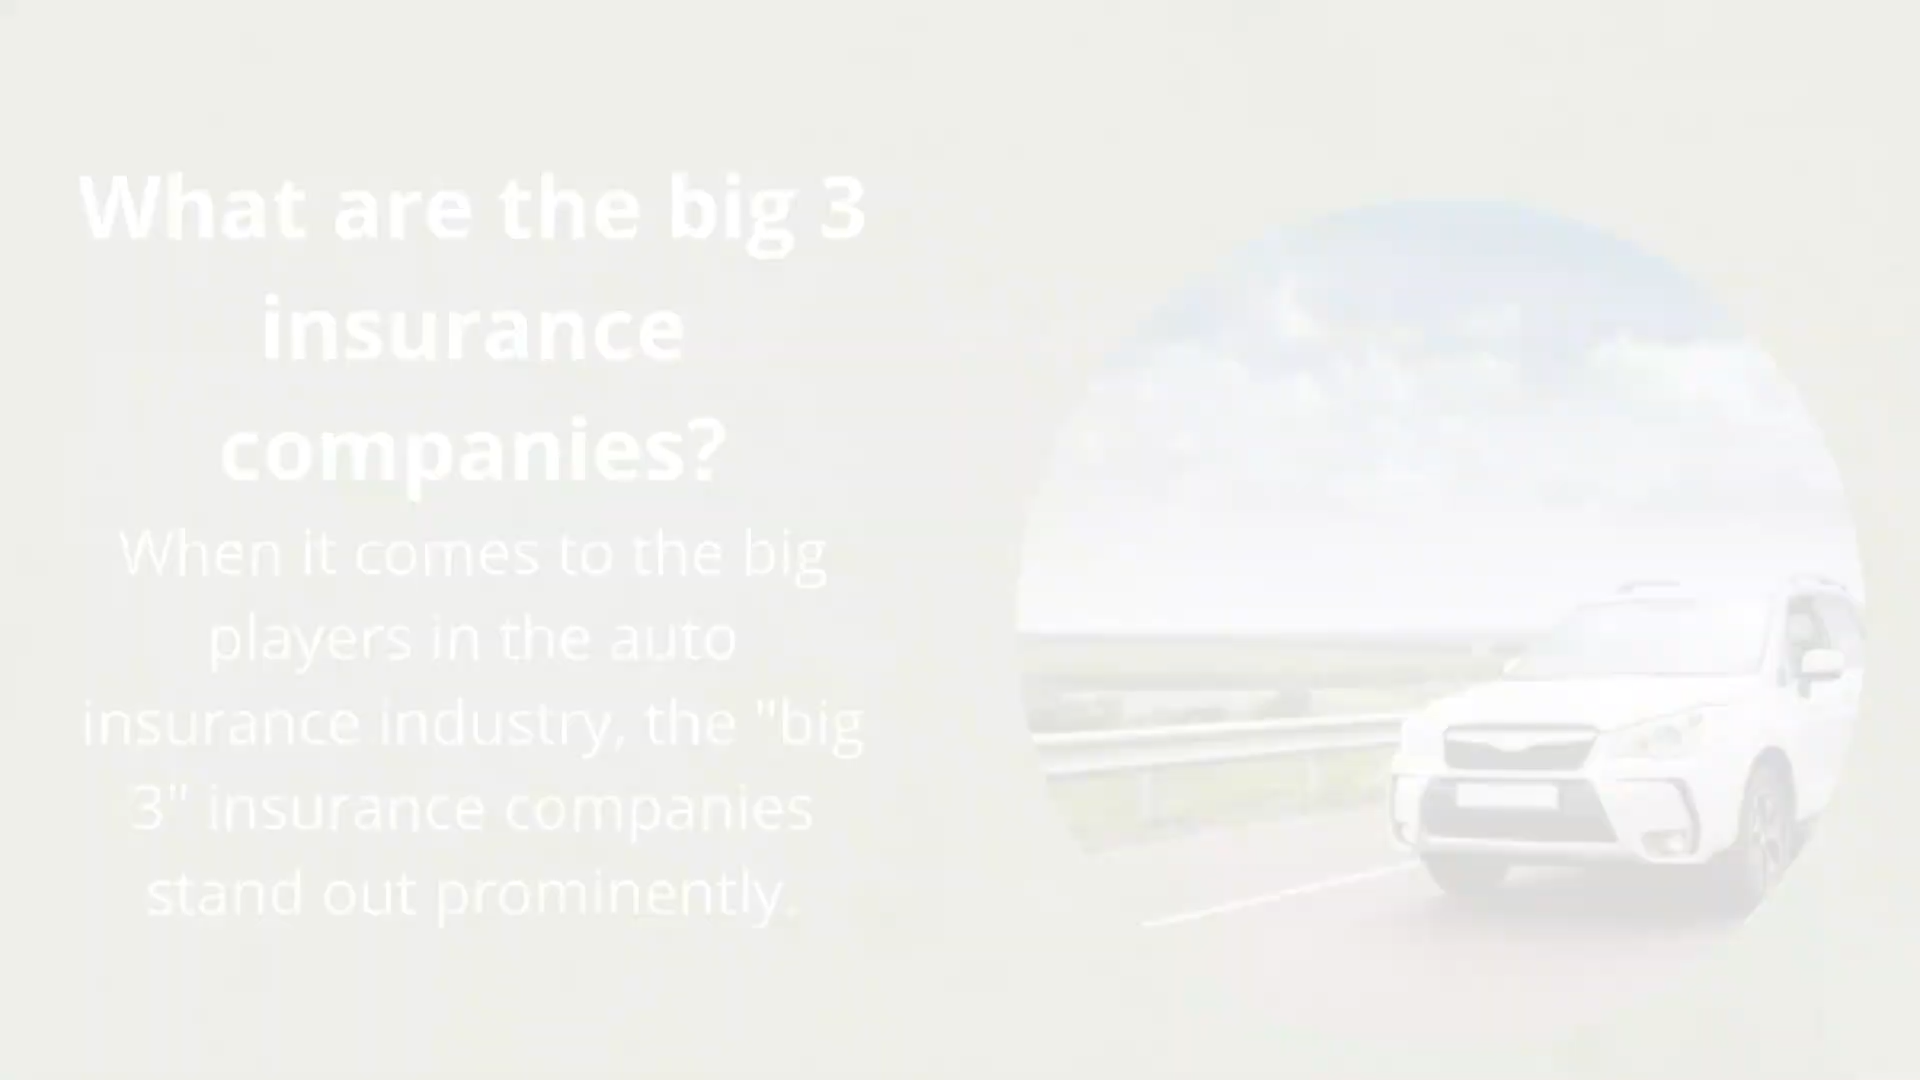 What are the big 3
insurance
companies?
When it comes to the big
players in the auto
insurance industry, the "big
3" insurance companies
stand out prominently.